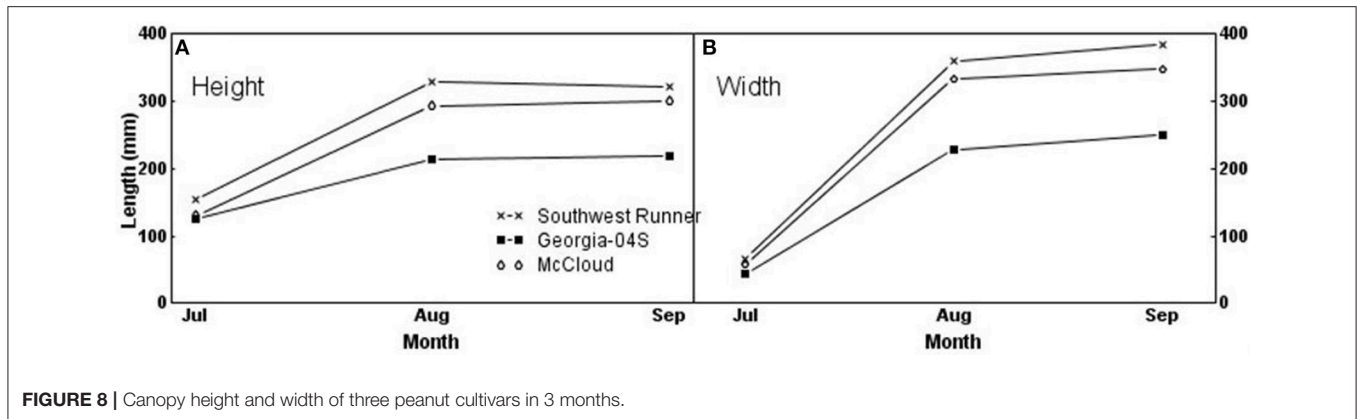 400 A B 400
Height Width
300 300
Length (mm)
200 200
Southwest Runner
100 Georgia-04S 100
McCloud
0 0
Jul Aug Sep Jul Aug Sep
Month Month
FIGURE 8 | Canopy height and width of three peanut cultivars in 3 months.